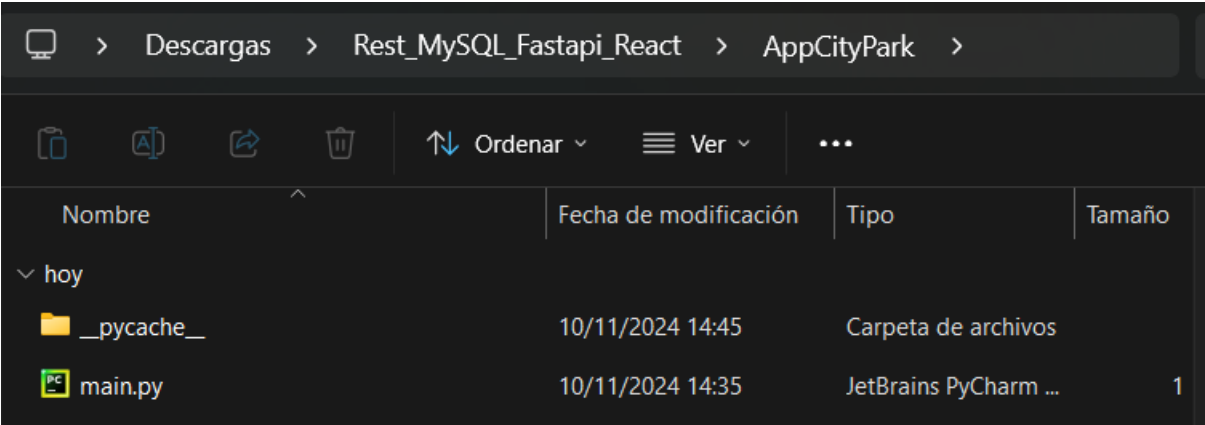 Descargas > Rest_MySQL_Fastapi_React > AppCityPark >
Ordenar Ver
Nombre Fecha de modificación Tipo Tamaño
hoy
__pycache__ 10/11/2024 14:45 Carpeta de archivos
main.py 10/11/2024 14:35 JetBrains PyCharm ... 1